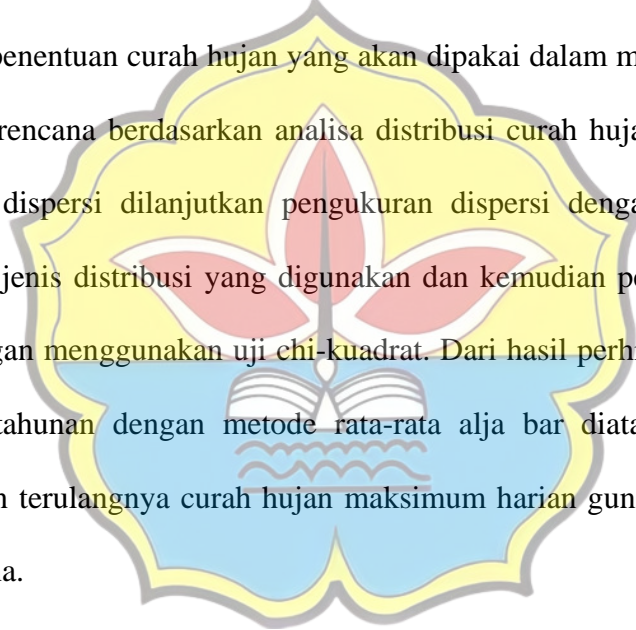 penentuan curah hujan yang akan dipakai dalam m
rencana berdasarkan analisa distribusi curah huja
dispersi dilanjutkan pengukuran dispersi denga
jenis distribusi yang digunakan dan kemudian pe
gan menggunakan uji chi-kuadrat. Dari hasil perhi
tahunan dengan metode rata-rata alja bar diata
n terulangnya curah hujan maksimum harian gun
na.